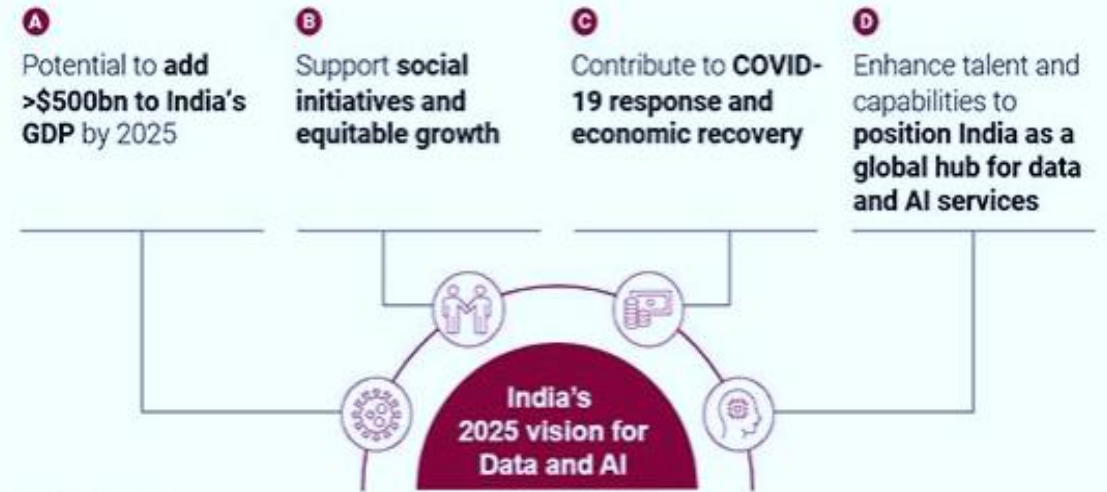 A
Potential to add
>$500bn to India's
GDP by 2025
B
Support social
initiatives and
equitable growth
C
Contribute to COVID-
19 response and
economic recovery
D
Enhance talent and
capabilities to
position India as a
global hub for data
and AI services
India's
2025 vision for
Data and AI